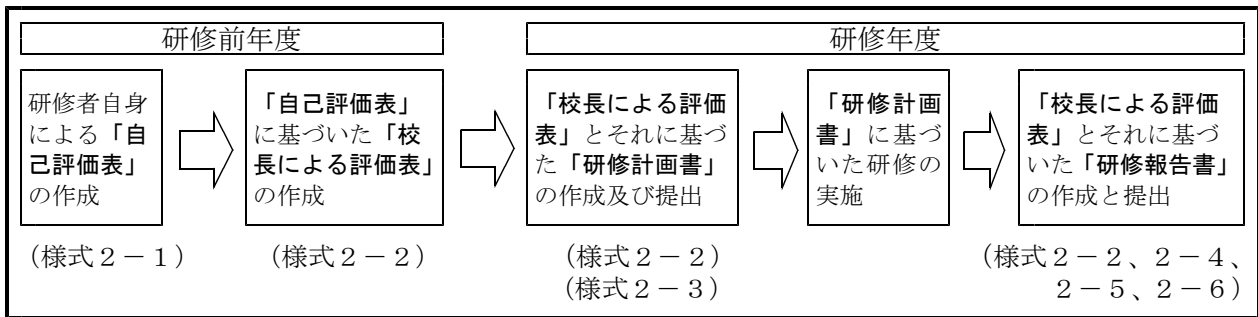 研修前年度
研修年度
研修者自身
による「自
己評価表」
の作成
「自己評価表」
に基づいた「校
長による評価表」
の作成
「校長による評価
表」とそれに基づ
た「研修計画書」
の作成及び提出
「研修計画
書」に基づ
いた研修の
実施
「校長による評価
表」とそれに基づ
いた「研修報告書」
の作成と提出
（様式２－１）
（様式２－２）
（様式２－２）
（様式２－３）
（様式２－２、２－４、
２－５、２－６）